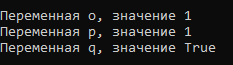 Переменная o, значение 1
Переменная p, значение 1
Переменная q, значение True